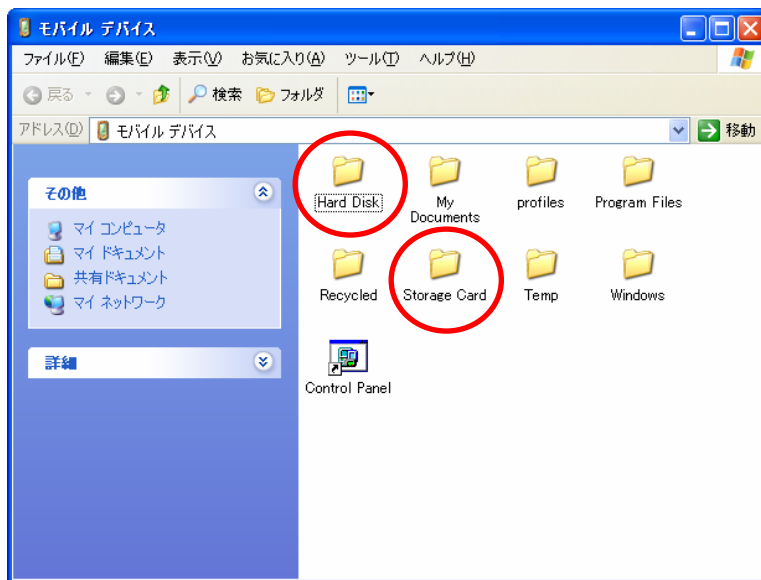 モバイル デバイス
ファイル(F) 編集(E) 表示(V) お気に入り(A) ツール(T) ヘルプ(H)
戻る 検索 フォルダ
アドレス(D) モバイル デバイス 移動
その他
マイ コンピュータ
マイ ドキュメント
共有ドキュメント
マイ ネットワーク
詳細
Hard Disk My Documents profiles Program Files
Recycled Storage Card Temp Windows
Control Panel